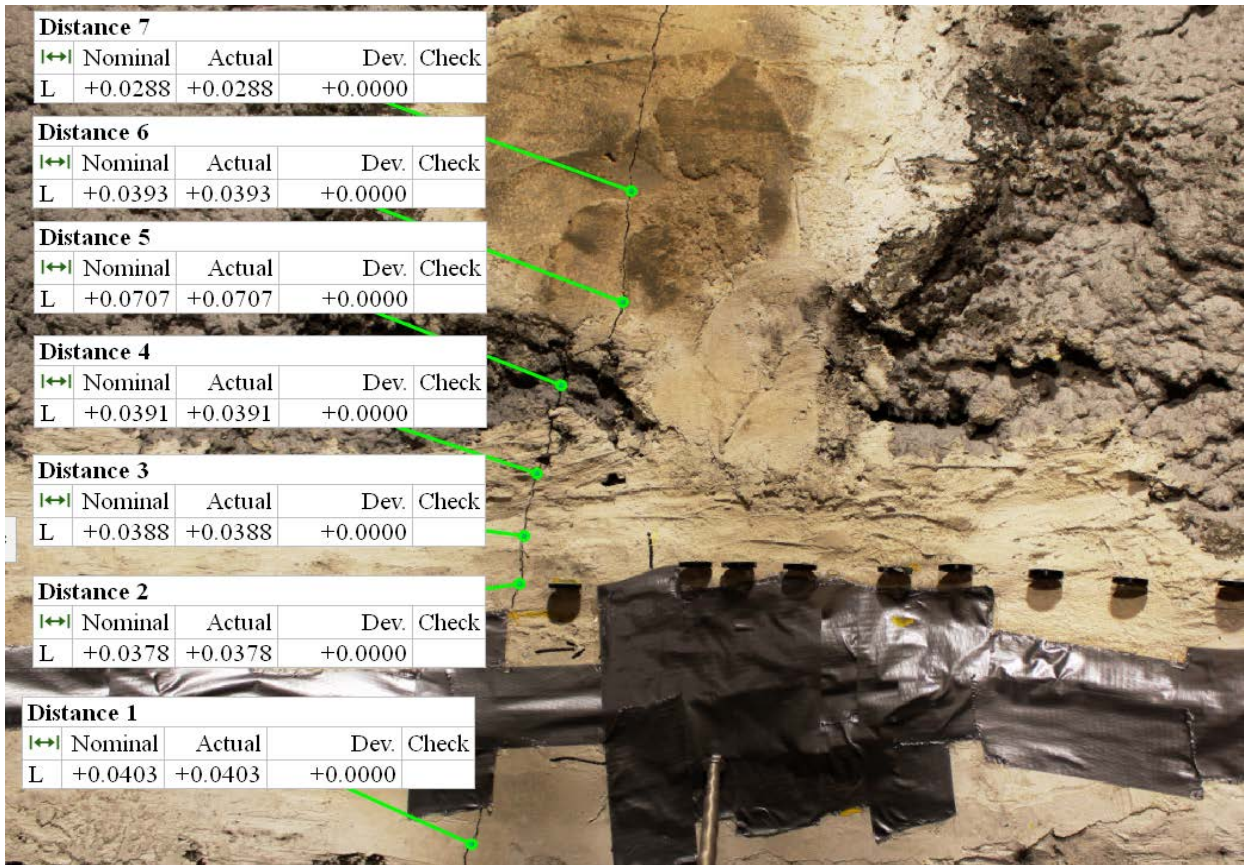 Distance 7
Nominal Actual Dev. Check
L +0.0288 +0.0288 +0.0000
Distance 6
Nominal Actual Dev. Check
L +0.0393 +0.0393 +0.0000
Distance 5
Nominal Actual Dev. Check
L +0.0707 +0.0707 +0.0000
Distance 4
Nominal Actual Dev. Check
L +0.0391 +0.0391 +0.0000
Distance 3
Nominal Actual Dev. Check
L +0.0388 +0.0388 +0.0000
Distance 2
Nominal Actual Dev. Check
L +0.0378 +0.0378 +0.0000
Distance 1
Nominal Actual Dev. Check
L +0.0403 +0.0403 +0.0000